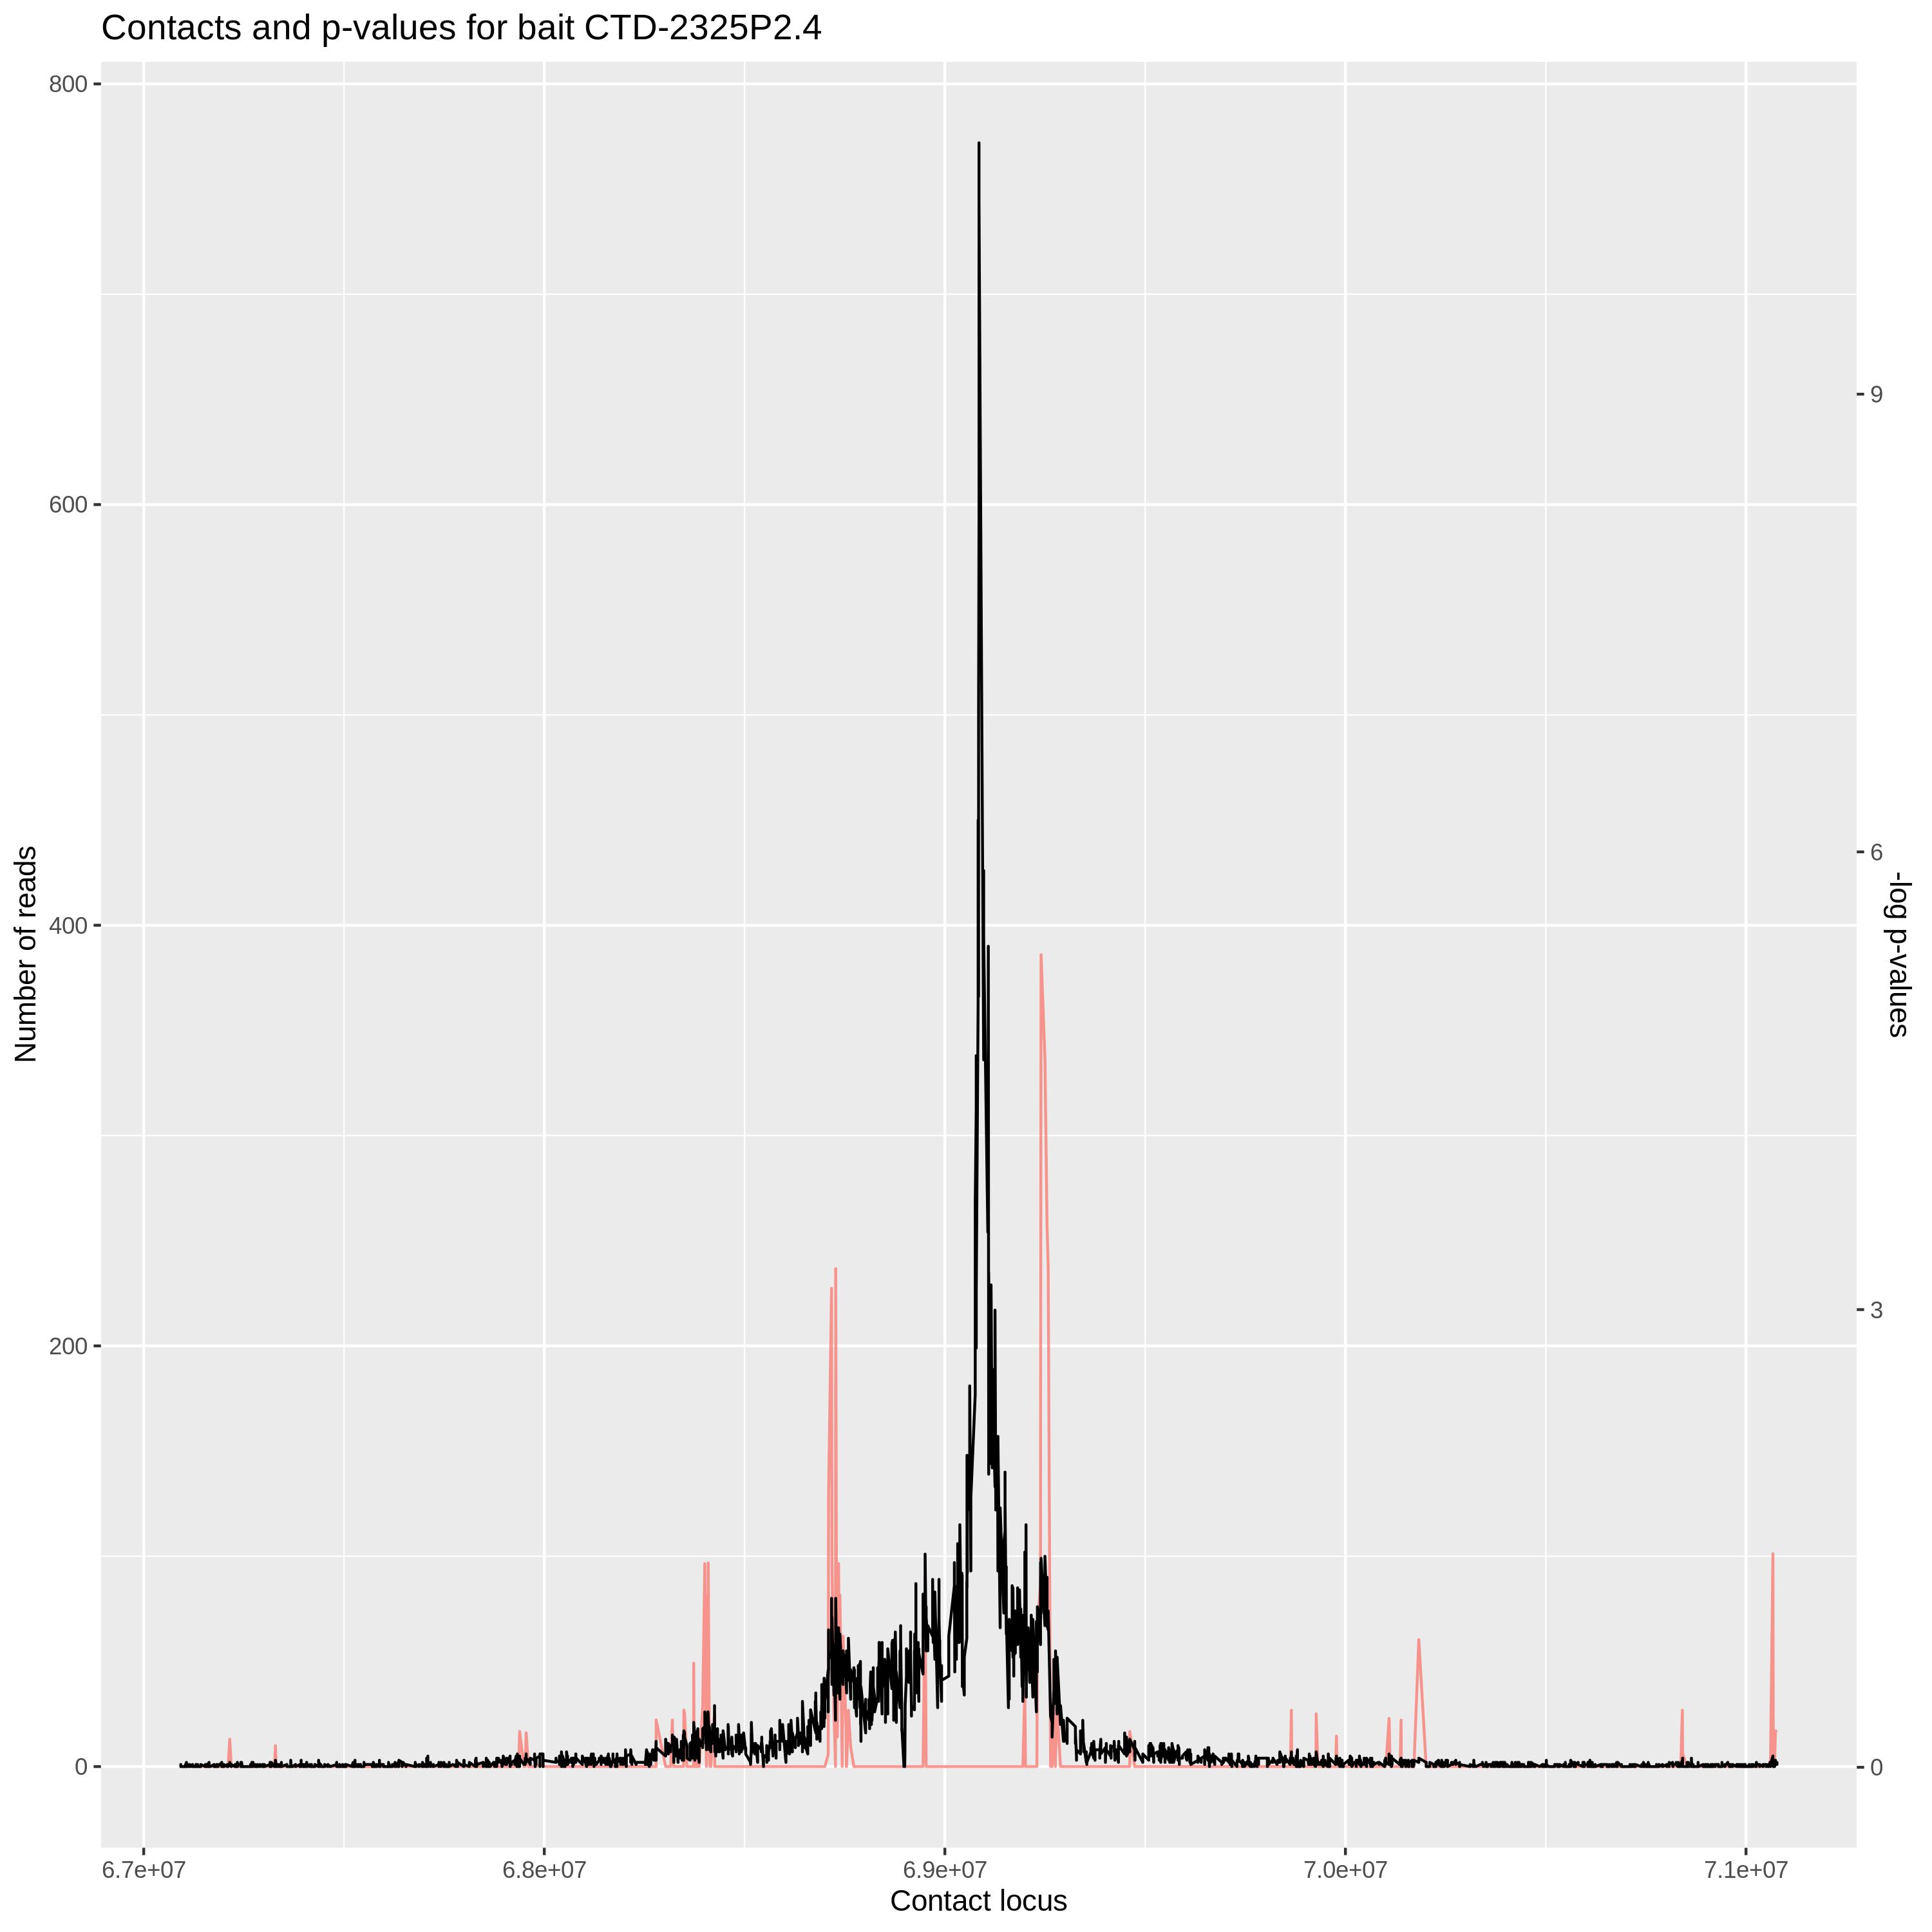 Contacts and p-values for bait CTD-2325P2.4
800
600
400
200
0
Number of reads
9
6
3
0
-log p-values
6.7e+07 6.8e+07 6.9e+07 7.0e+07 7.1e+07
Contact locus